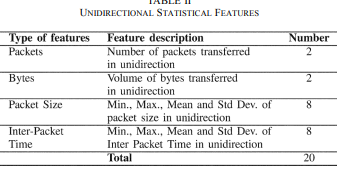 TABLE II
UNIDIRECTIONAL STATISTICAL FEATURES
Type of features Feature description Number
Packets Number of packets transferred 2
in unidirection
Bytes Volume of bytes transferred 2
in unidirection
Packet Size Min., Max., Mean and Std Dev. of 8
packet size in unidirection
Inter-Packet Min., Max., Mean and Std Dev. of 8
Time Inter Packet Time in unidirection
Total 20